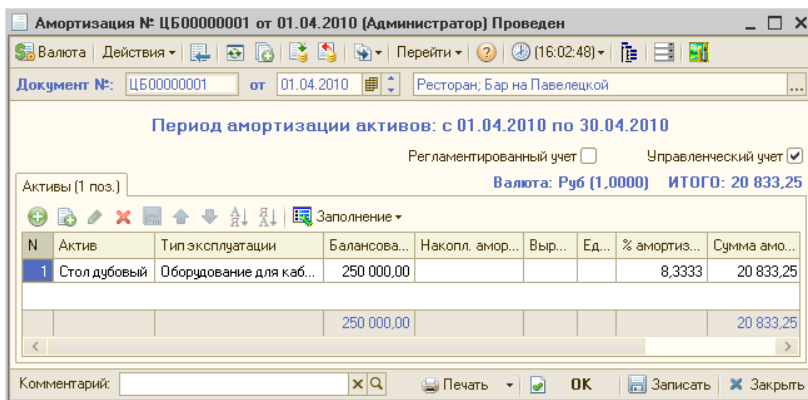 Амортизация № ЦБ00000001 от 01.04.2010 (Администратор) Проведен
Валюта Действия Перейти (16:02:48)
Документ №: ЦБ00000001 от 01.04.2010 Ресторан; Бар на Павелецкой ...
Период амортизации активов: с 01.04.2010 по 30.04.2010
Регламентированный учет Управленческий учет
Активы (1 поз.) Валюта: Руб (1,0000) ИТОГО: 20 833,25
Заполнение
N Актив Тип эксплуатации Балансова... Накопл. амор... Выр... Ед... % амортиз... Сумма амо...
1 Стол дубовый Оборудование для каб... 250 000,00 8,3333 20 833,25
250 000,00 20 833,25
Комментарий: Печать OK Записать Закрыть